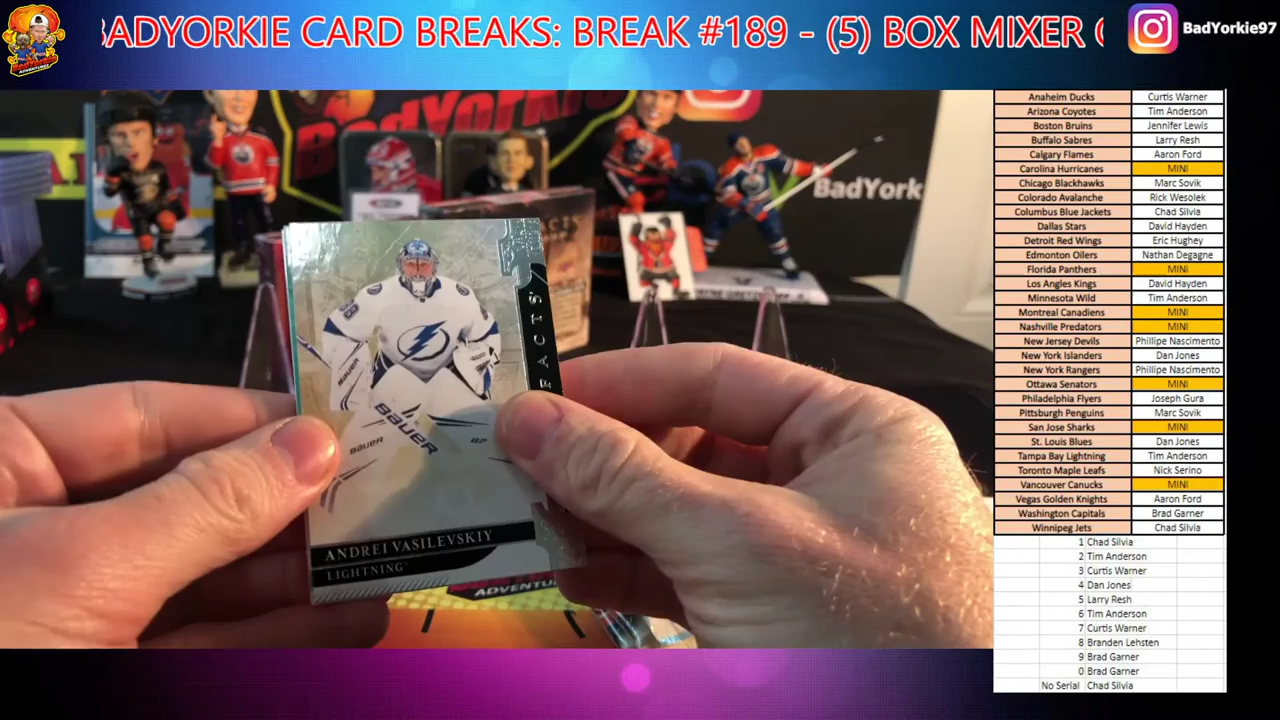 BADYORKIE CARD BREAKS: BREAK #189 - (5) BOX MIXER
BadYorkie97
BadYorkie
ADVENTURES
BadYork
FACTS
BAUER
BAUER
BAUER
ANDREI VASILEVSKIY
LIGHTNING
ADVENTU
Anaheim Ducks Curtis Warner
Arizona Coyotes Tim Anderson
Boston Bruins Jennifer Lewis
Buffalo Sabres Larry Resh
Calgary Flames Aaron Ford
Carolina Hurricanes MINI
Chicago Blackhawks Marc Sovik
Colorado Avalanche Rick Wesolek
Columbus Blue Jackets Chad Silvia
Dallas Stars David Hayden
Detroit Red Wings Eric Hughey
Edmonton Oilers Nathan Degagne
Florida Panthers MINI
Los Angeles Kings David Hayden
Minnesota Wild Tim Anderson
Montreal Canadiens MINI
Nashville Predators MINI
New Jersey Devils Phillipe Nascimento
New York Islanders Dan Jones
New York Rangers Phillipe Nascimento
Ottawa Senators MINI
Philadelphia Flyers Joseph Gura
Pittsburgh Penguins Marc Sovik
San Jose Sharks MINI
St. Louis Blues Dan Jones
Tampa Bay Lightning Tim Anderson
Toronto Maple Leafs Nick Serino
Vancouver Canucks MINI
Vegas Golden Knights Aaron Ford
Washington Capitals Brad Garner
Winnipeg Jets Chad Silvia
1 Chad Silvia
2 Tim Anderson
3 Curtis Warner
4 Dan Jones
5 Larry Resh
6 Tim Anderson
7 Curtis Warner
8 Branden Lehsten
9 Brad Garner
0 Brad Garner
No Serial Chad Silvia